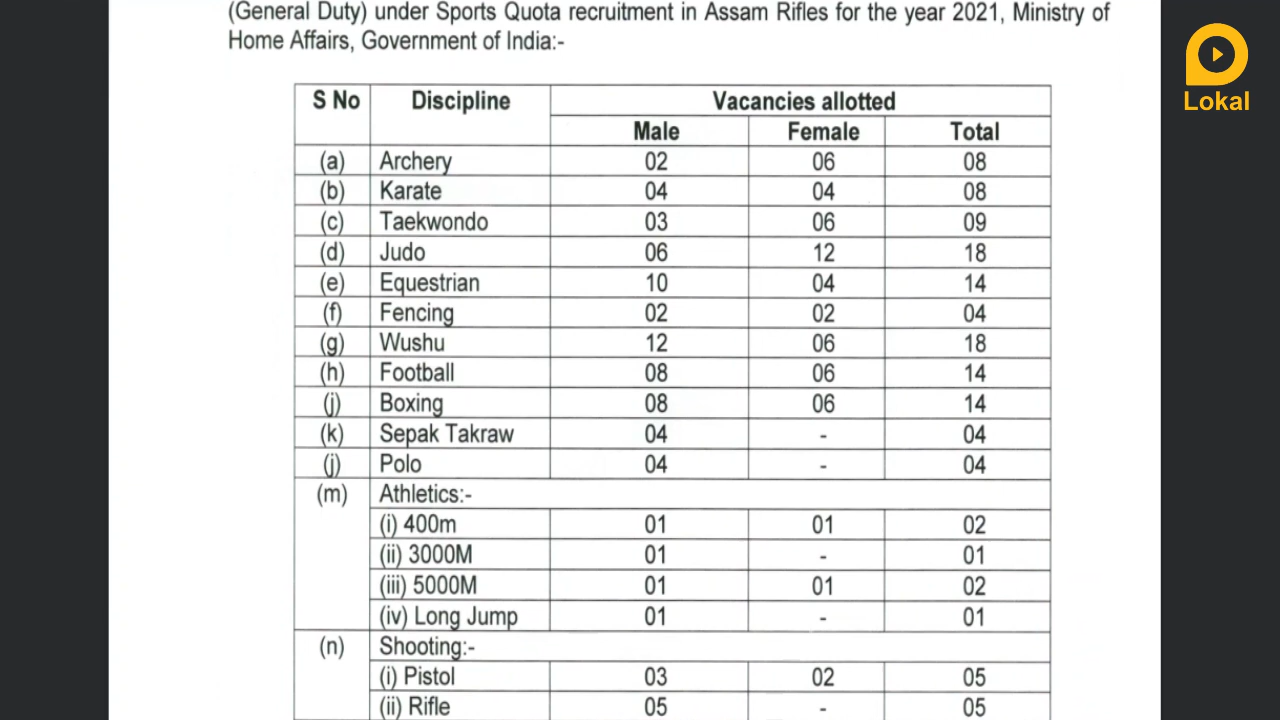 (General Duty) under Sports Quota recruitment in Assam Rifles for the year 2021, Ministry of
Home Affairs, Government of India:-
Lokal
S No Discipline Vacancies allotted
Male Female Total
(a) Archery 02 06 08
(b) Karate 04 04 08
(c) Taekwondo 03 06 09
(d) Judo 06 12 18
(e) Equestrian 10 04 14
(f) Fencing 02 02 04
(g) Wushu 12 06 18
(h) Football 08 06 14
(j) Boxing 08 06 14
(k) Sepak Takraw 04 - 04
(j) Polo 04 - 04
(m) Athletics:-
(i) 400m 01 01 02
(ii) 3000M 01 - 01
(iii) 5000M 01 01 02
(iv) Long Jump 01 - 01
(n) Shooting:-
(i) Pistol 03 02 05
(ii) Rifle 05 - 05